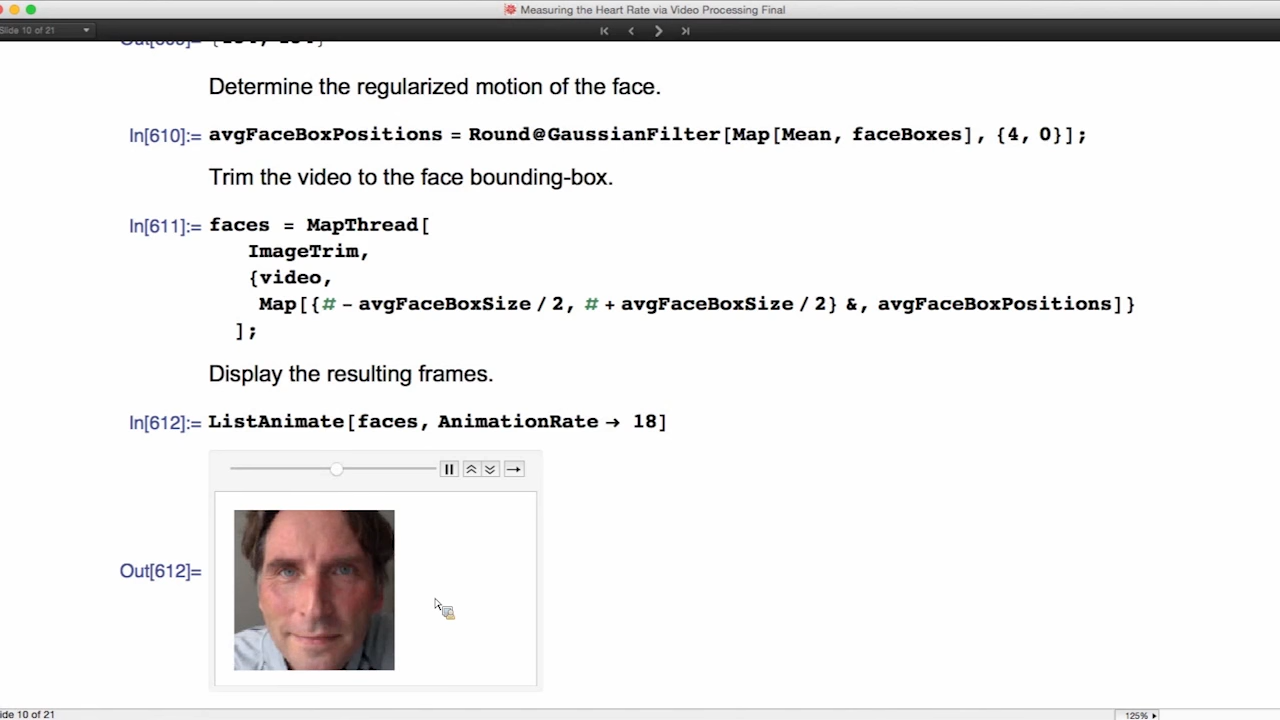 Measuring the Heart Rate via Video Processing Final
Slide 10 of 21
Determine the regularized motion of the face.
In[610]:= avgFaceBoxPositions = Round@GaussianFilter[Map[Mean, faceBoxes], {4, 0}];
Trim the video to the face bounding-box.
In[611]:= faces = MapThread[
ImageTrim,
{video,
Map[{# - avgFaceBoxSize / 2, # + avgFaceBoxSize / 2} &, avgFaceBoxPositions]}
];
Display the resulting frames.
In[612]:= ListAnimate[faces, AnimationRate → 18]
Out[612]=
ide 10 of 21
125%